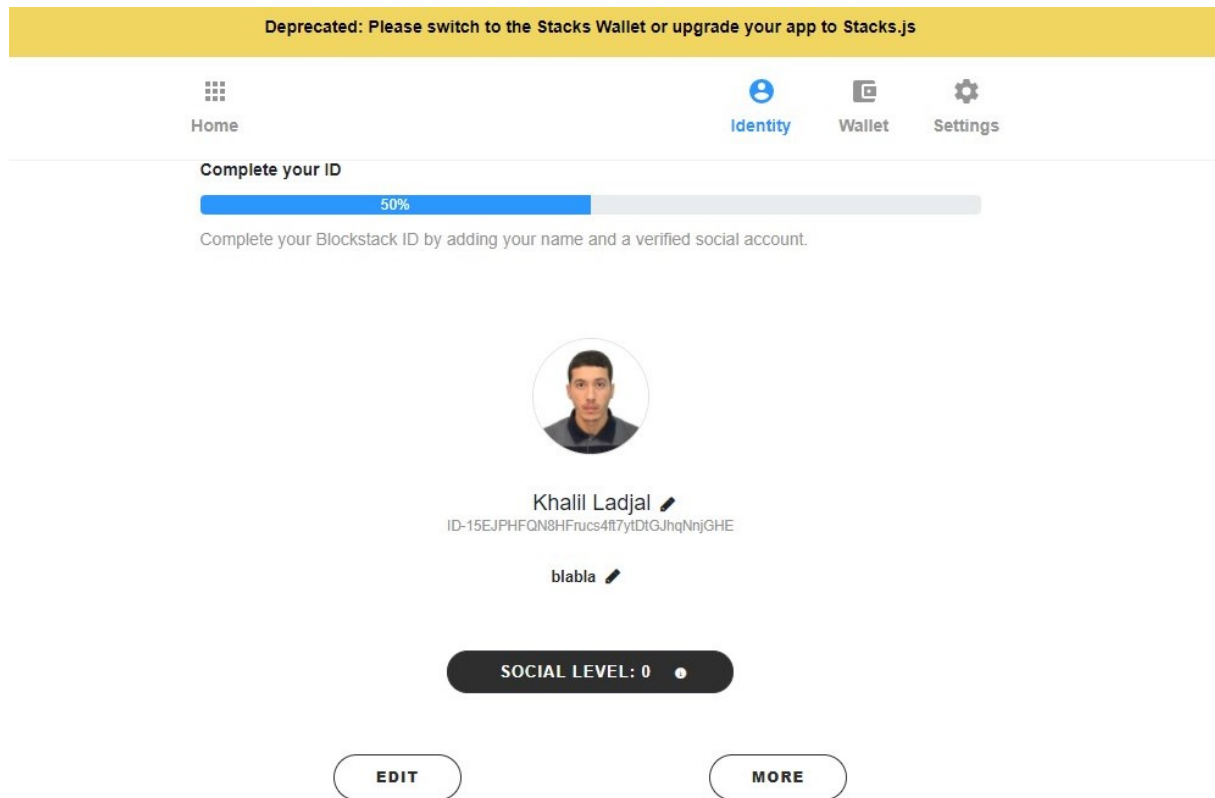 Deprecated: Please switch to the Stacks Wallet or upgrade your app to Stacks.js
Home
Identity
Wallet
Settings
Complete your ID
50%
Complete your Blockstack ID by adding your name and a verified social account.
Khalil Ladjal
ID-15EJPHFQN8HFrucs4ft7ytDtGJhqNnjGHE
blabla
SOCIAL LEVEL: 0
EDIT
MORE